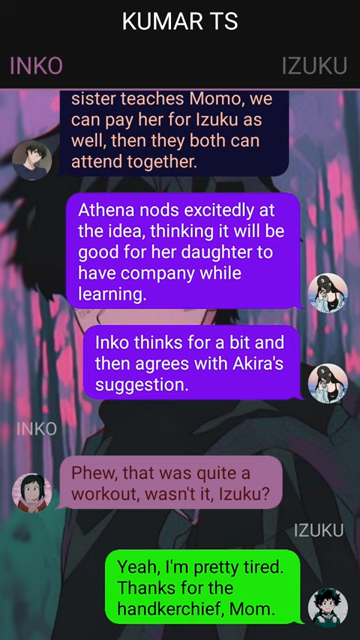 KUMAR TS
INKO
IZUKU
sister teaches Momo, we
can pay her for Izuku as
well, then they both can
attend together.
Athena nods excitedly at
the idea, thinking it will be
good for her daughter to
have company while
learning.
Inko thinks for a bit and
then agrees with Akira's
suggestion.
INKO
Phew, that was quite a
workout, wasn't it, Izuku?
IZUKU
Yeah, I'm pretty tired.
Thanks for the
handkerchief, Mom.